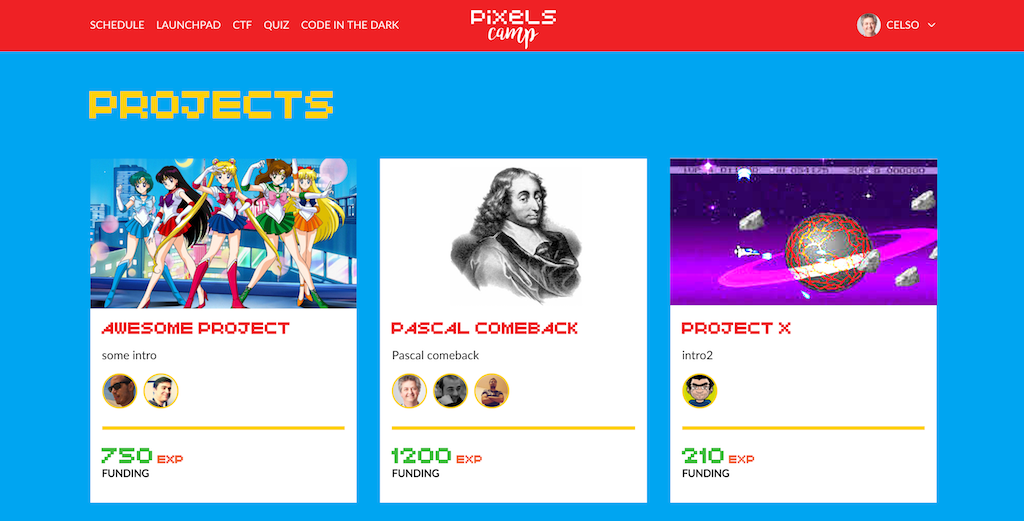 SCHEDULE LAUNCHPAD CTF QUIZ CODE IN THE DARK
PiXELS
camp
CELSO
PROJECTS
AWESOME PROJECT
some intro
750 EXP
FUNDING
PASCAL COMEBACK
Pascal comeback
1200 EXP
FUNDING
PROJECT X
intro2
210 EXP
FUNDING